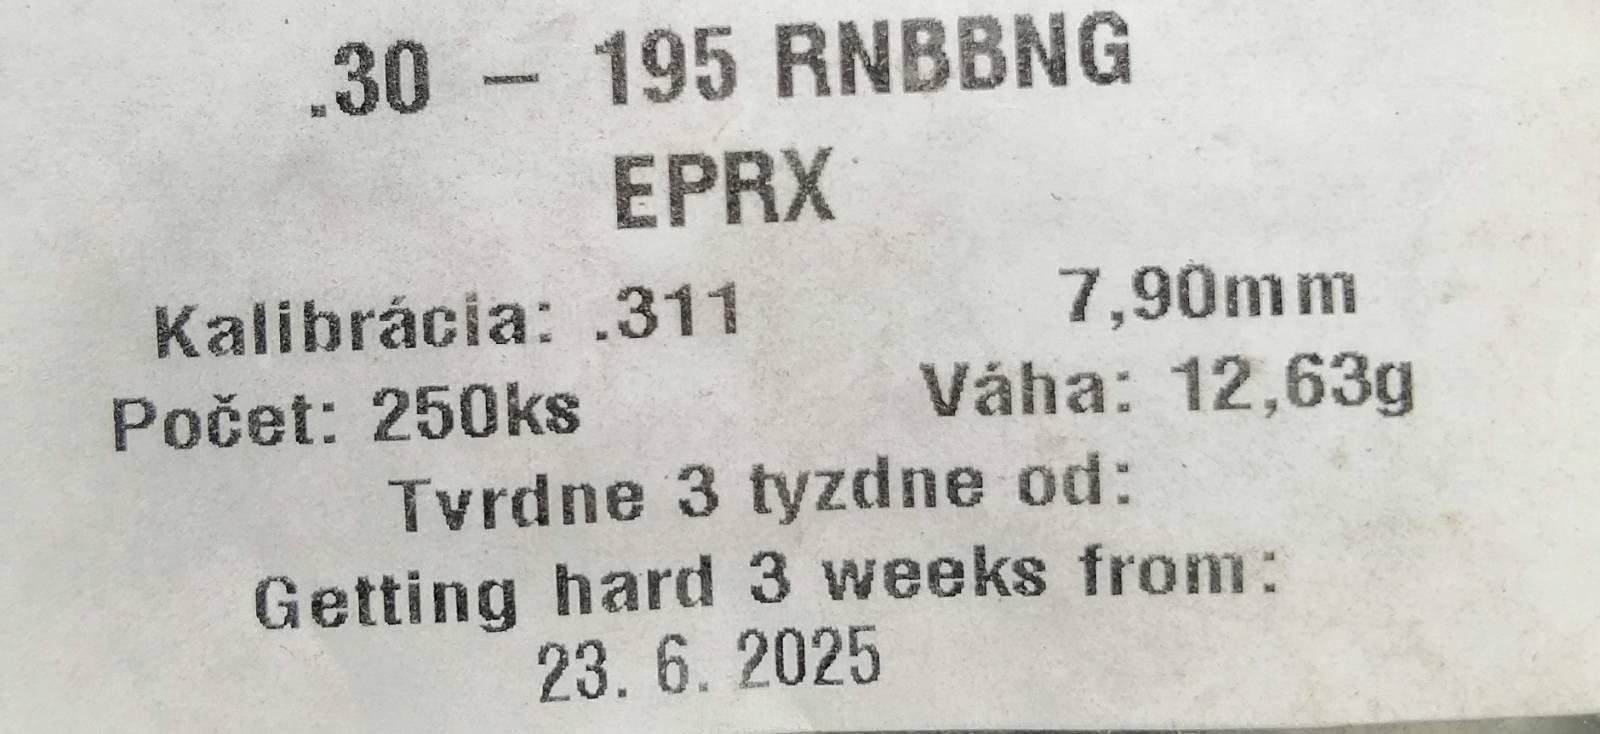 .30 – 195 RNBBNG
EPRX
Kalibrácia: .311 7,90mm
Počet: 250ks Váha: 12,63g
Tvrdne 3 tyzdne od:
Getting hard 3 weeks from:
23. 6. 2025